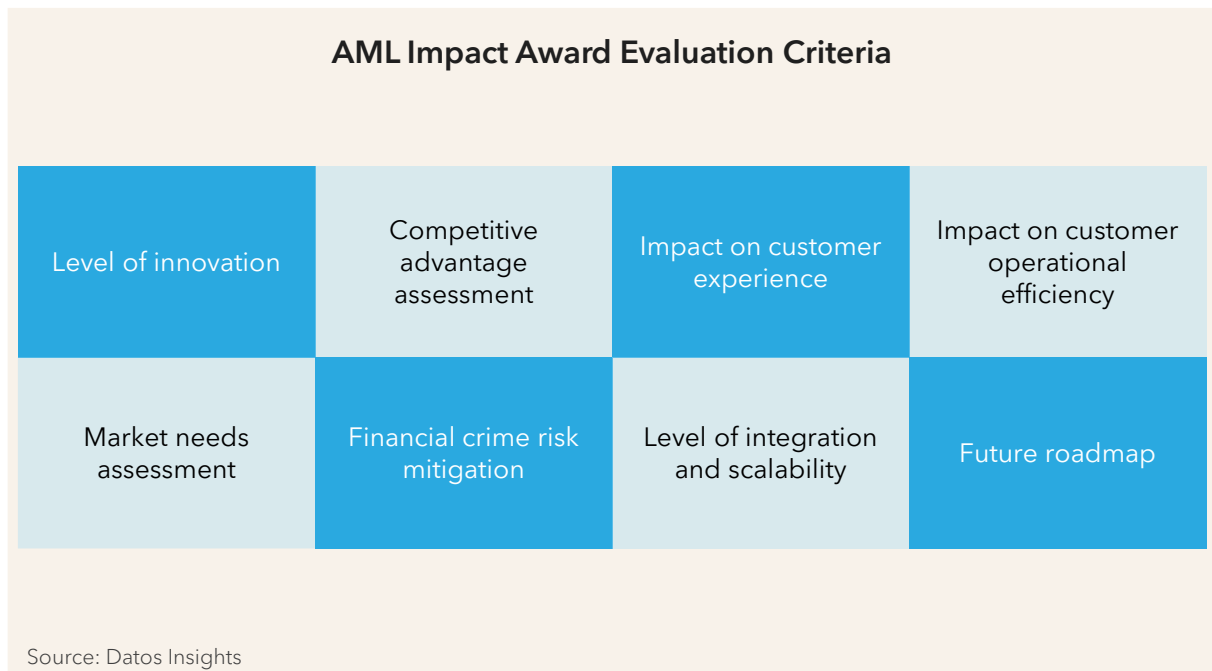 AML Impact Award Evaluation Criteria
Level of innovation
Competitive
advantage
assessment
Impact on customer
experience
Impact on customer
operational
efficiency
Market needs
assessment
Financial crime risk
mitigation
Level of integration
and scalability
Future roadmap
Source: Datos Insights